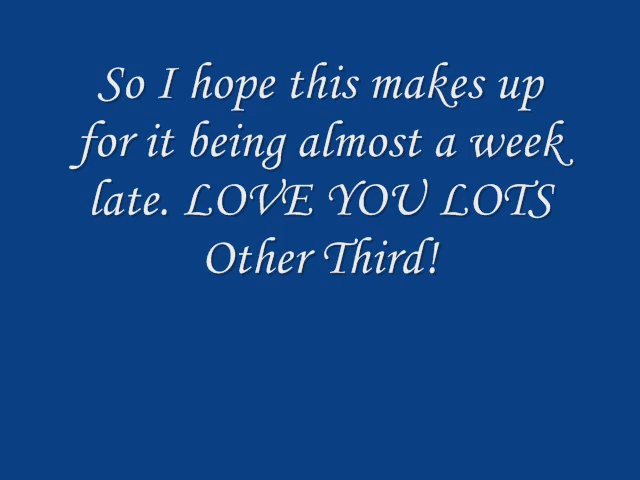 So I hope this makes up
for it being almost a week
late. LOVE YOU LOTS
Other Third!